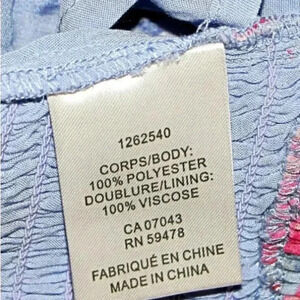 1262540
CORPS/BODY:
100% POLYESTER
DOUBLURE/LINING:
100% VISCOSE
CA 07043
RN 59478
FABRIQUÉ EN CHINE
MADE IN CHINA